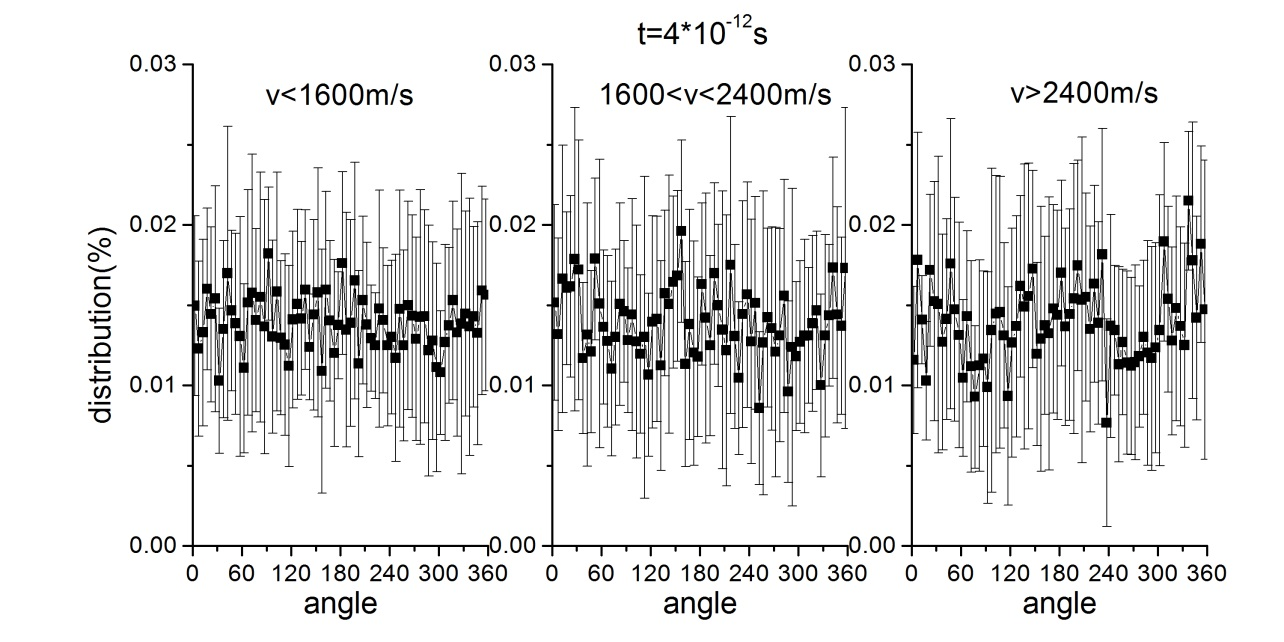 t=4*10⁻¹²s
v<1600m/s
1600<v<2400m/s
v>2400m/s
distribution(%)
0.03 0.03 0.03
0.02 0.02 0.02
0.01 0.01 0.01
0.00 0.00 0.00
0 60 120 180 240 300 360 0 60 120 180 240 300 360 0 60 120 180 240 300 360
angle angle angle